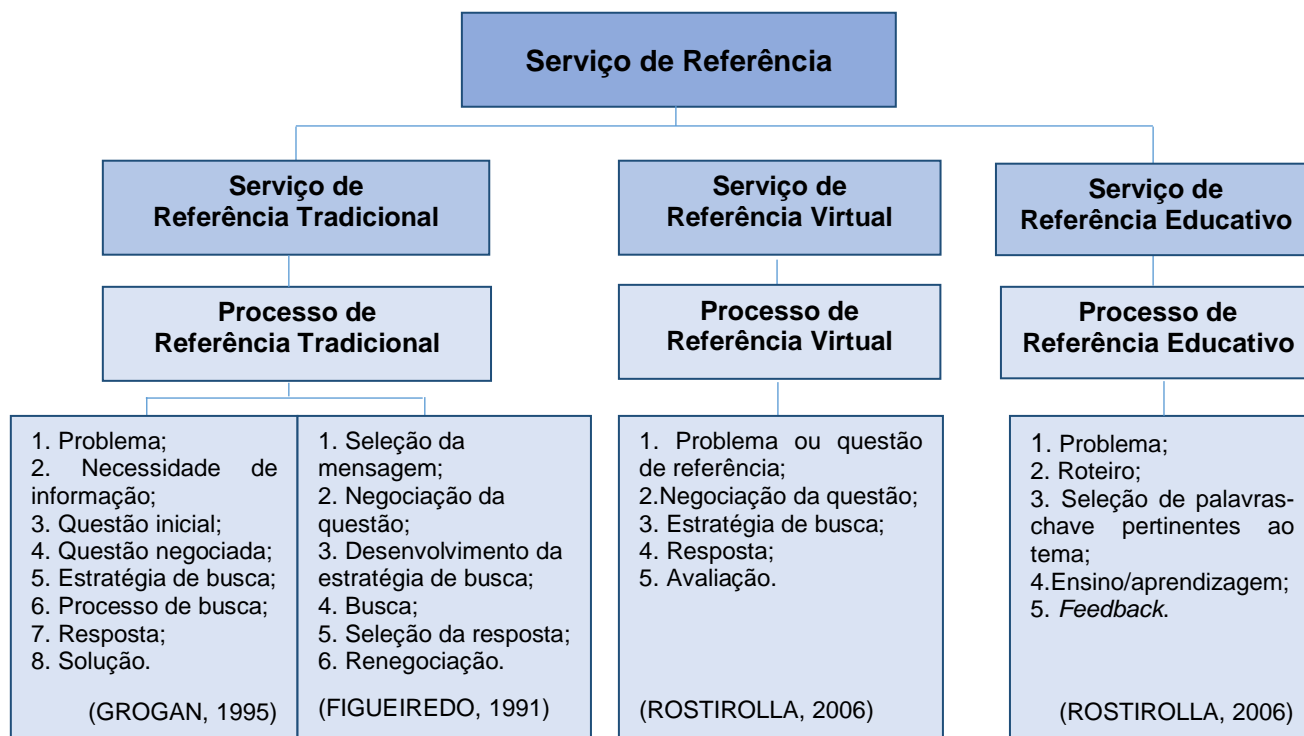 Serviço de Referência
Serviço de
Referência Tradicional
Serviço de
Referência Virtual
Serviço de
Referência Educativo
Processo de
Referência Tradicional
Processo de
Referência Virtual
Processo de
Referência Educativo
1. Problema;
2. Necessidade de
informação;
3. Questão inicial;
4. Questão negociada;
5. Estratégia de busca;
6. Processo de busca;
7. Resposta;
8. Solução.
(GROGAN, 1995)
1. Seleção da
mensagem;
2. Negociação da
questão;
3. Desenvolvimento da
estratégia de busca;
4. Busca;
5. Seleção da resposta;
6. Renegociação.
(FIGUEIREDO, 1991)
1. Problema ou questão
de referência;
2.Negociação da questão;
3. Estratégia de busca;
4. Resposta;
5. Avaliação.
(ROSTIROLLA, 2006)
1. Problema;
2. Roteiro;
3. Seleção de palavras-
chave pertinentes ao
tema;
4.Ensino/aprendizagem;
5. Feedback.
(ROSTIROLLA, 2006)